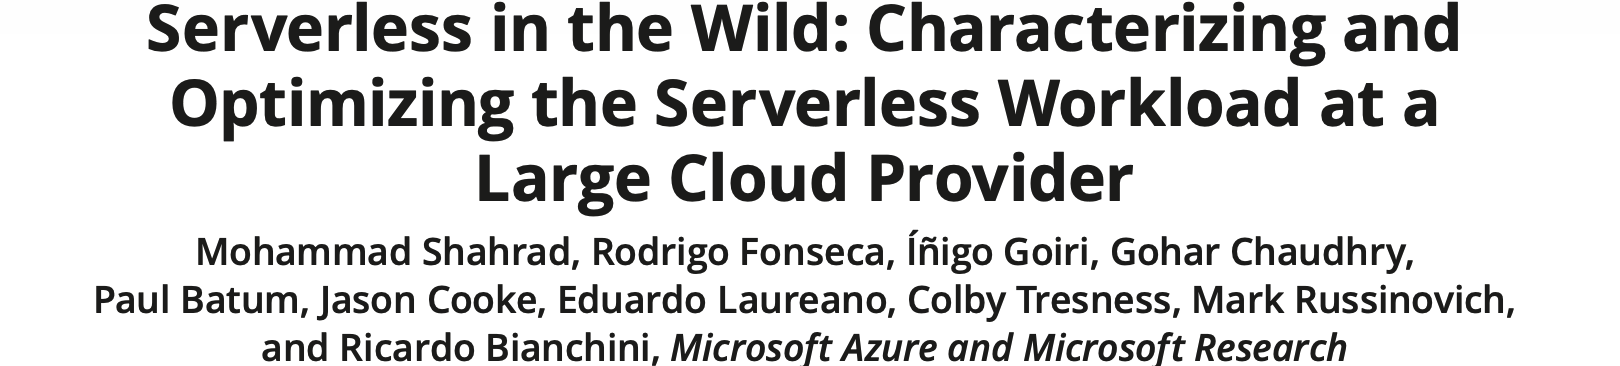 Serverless in the Wild: Characterizing and
Optimizing the Serverless Workload at a
Large Cloud Provider
Mohammad Shahrad, Rodrigo Fonseca, Íñigo Goiri, Gohar Chaudhry,
Paul Batum, Jason Cooke, Eduardo Laureano, Colby Tresness, Mark Russinovich,
and Ricardo Bianchini, Microsoft Azure and Microsoft Research